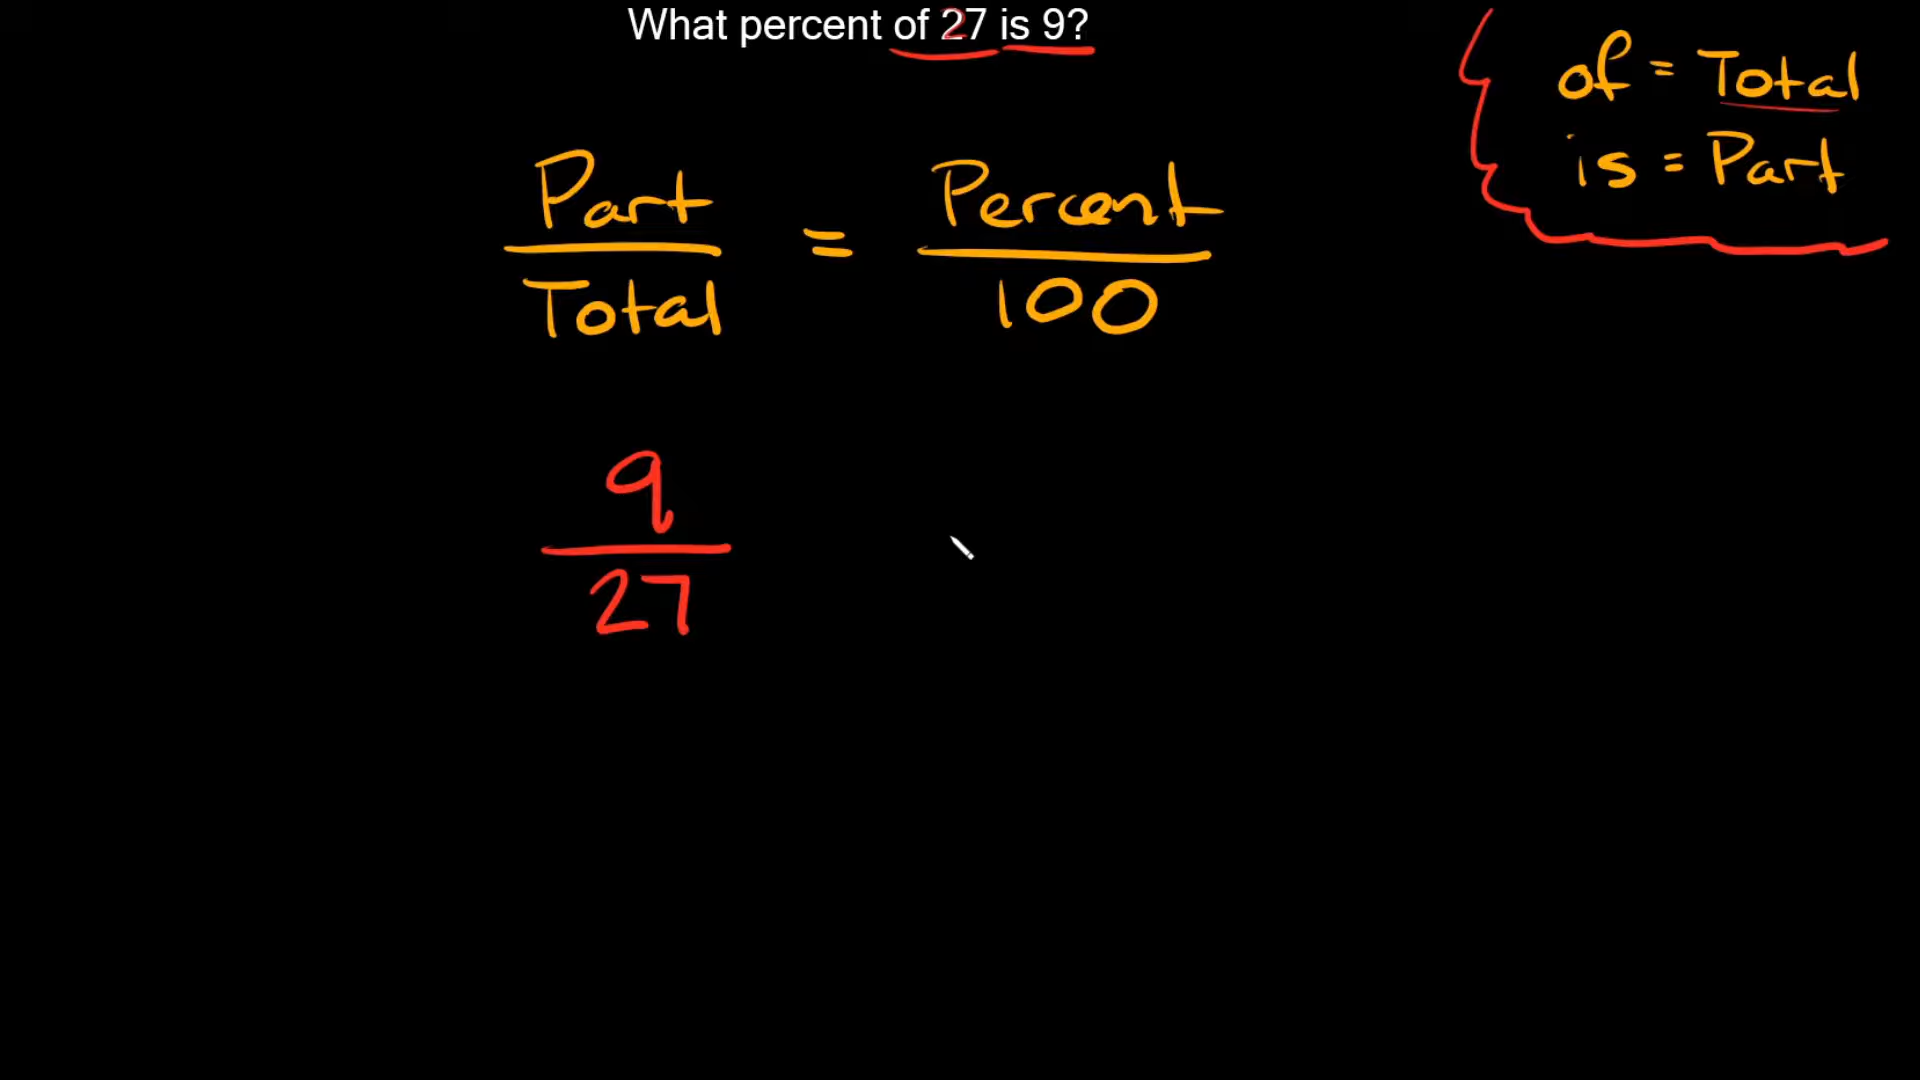 What percent of 27 is 9?
of = Total
is = Part
Part = Percent
Total 100
9
27